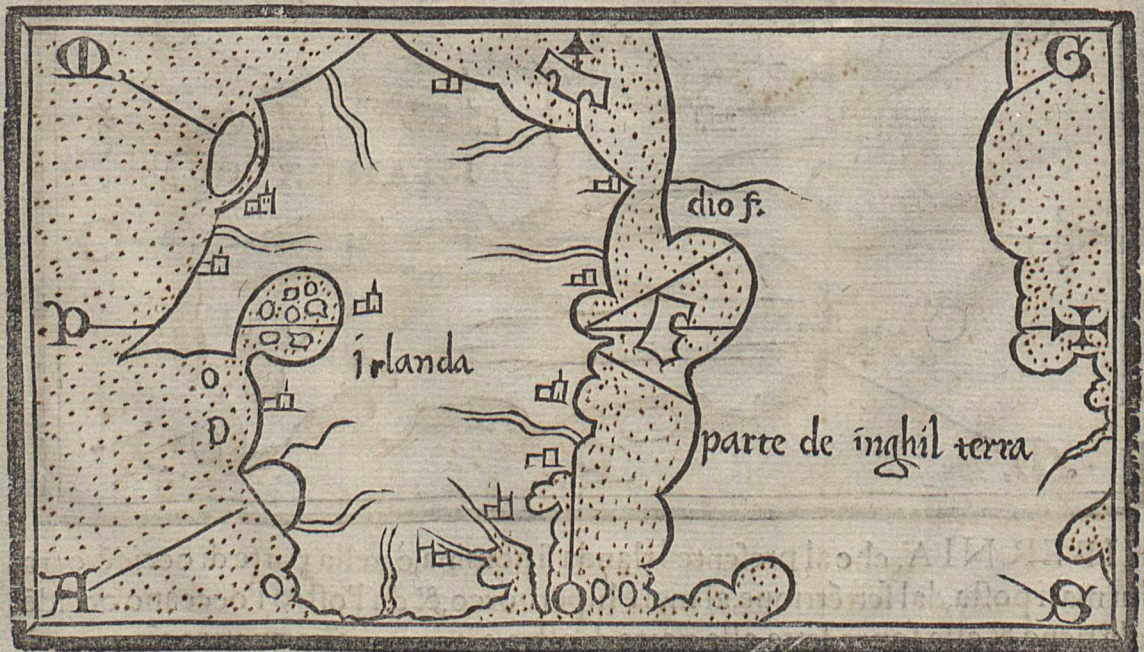 O G
dio f.
p
irlanda
o
D
parte de inghil terra
A o O o o S